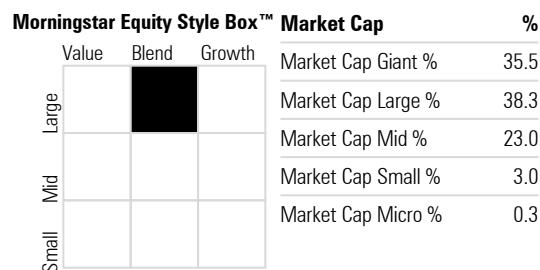 Morningstar Equity Style Box™
Value Blend Growth
Large
Mid
Small
Market Cap %
Market Cap Giant % 35.5
Market Cap Large % 38.3
Market Cap Mid % 23.0
Market Cap Small % 3.0
Market Cap Micro % 0.3